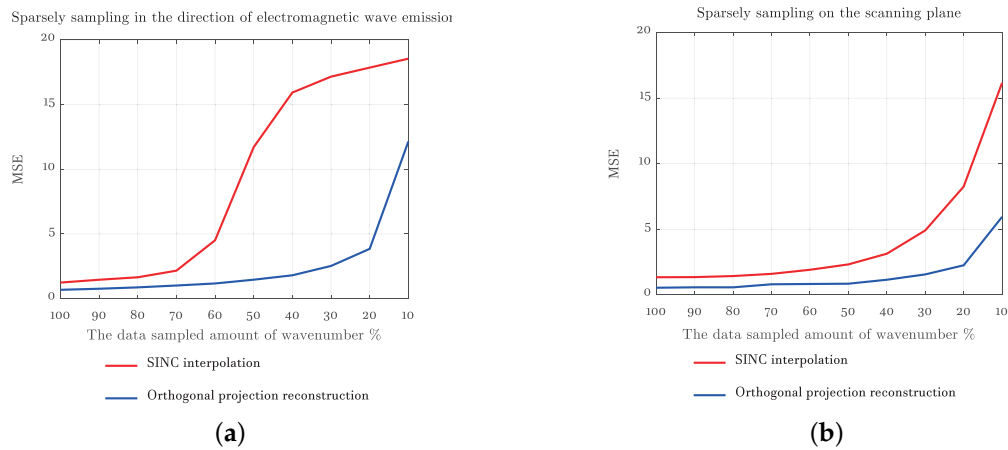 Sparsely sampling in the direction of electromagnetic wave emission
20
15
10
5
0
MSE
100 90 80 70 60 50 40 30 20 10
The data sampled amount of wavenumber %
SINC interpolation
Orthogonal projection reconstruction
(a)
Sparsely sampling on the scanning plane
20
15
10
5
0
MSE
100 90 80 70 60 50 40 30 20 10
The data sampled amount of wavenumber %
SINC interpolation
Orthogonal projection reconstruction
(b)